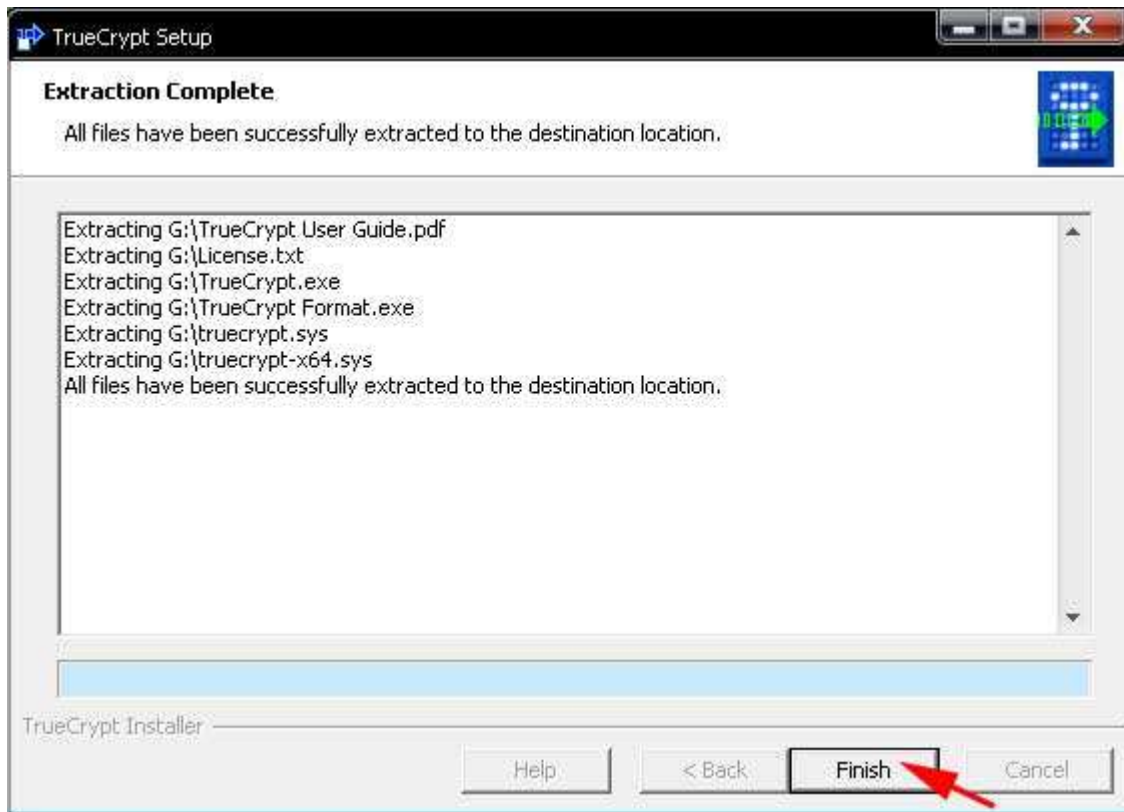 TrueCrypt Setup
Extraction Complete
All files have been successfully extracted to the destination location.
Extracting G:\TrueCrypt User Guide.pdf
Extracting G:\License.txt
Extracting G:\TrueCrypt.exe
Extracting G:\TrueCrypt Format.exe
Extracting G:\truecrypt.sys
Extracting G:\truecrypt-x64.sys
All files have been successfully extracted to the destination location.
TrueCrypt Installer
Help
< Back
Finish
Cancel